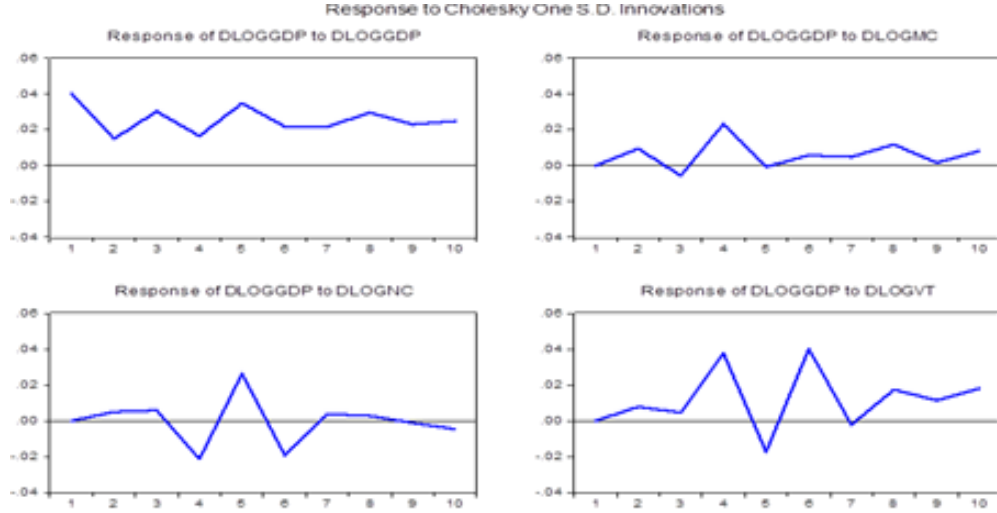 Response to Cholesky One S.D. Innovations
Response of DLOGGDP to DLOGGDP
.06
.04
.02
.00
-.02
-.04
1 2 3 4 5 6 7 8 9 10
Response of DLOGGDP to DLOGMC
.06
.04
.02
.00
-.02
-.04
1 2 3 4 5 6 7 8 9 10
Response of DLOGGDP to DLOGNC
.06
.04
.02
.00
-.02
-.04
1 2 3 4 5 6 7 8 9 10
Response of DLOGGDP to DLOGVT
.06
.04
.02
.00
-.02
-.04
1 2 3 4 5 6 7 8 9 10